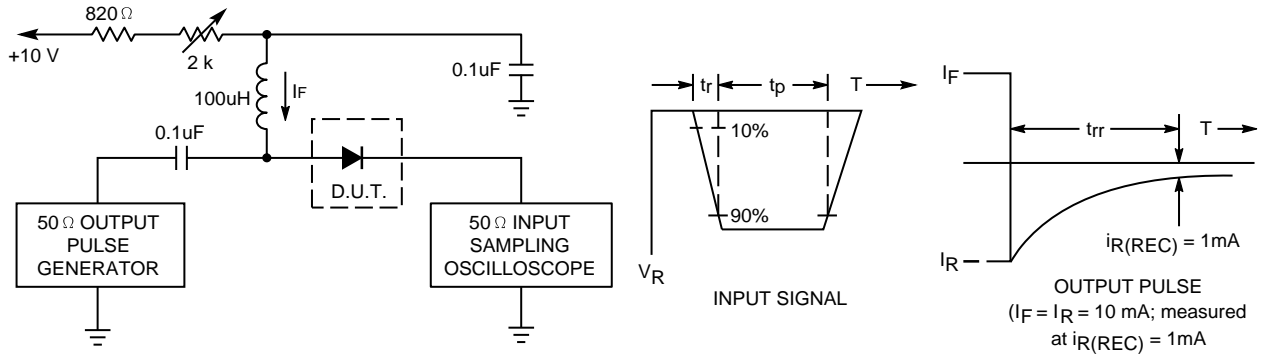 820 Ω
+10 V
2 k
100uH
IF
0.1uF
0.1uF
D.U.T.
50 Ω OUTPUT
PULSE
GENERATOR
50 Ω INPUT
SAMPLING
OSCILLOSCOPE
tr
tp
T
10%
90%
VR
INPUT SIGNAL
IF
trr
T
IR
iR(REC) = 1mA
OUTPUT PULSE
(IF = IR = 10 mA; measured
at iR(REC) = 1mA